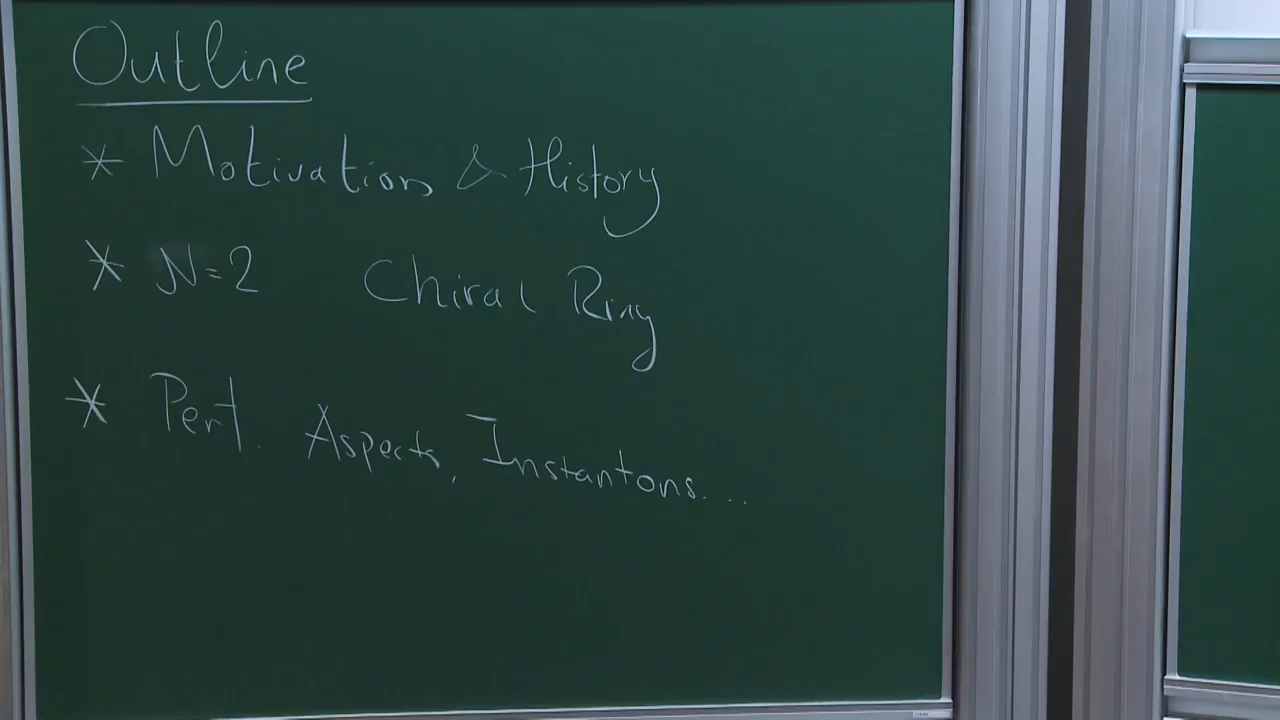 Outline
* Motivation & History
* N=2 Chiral Ring
* Pert. Aspects, Instantons....